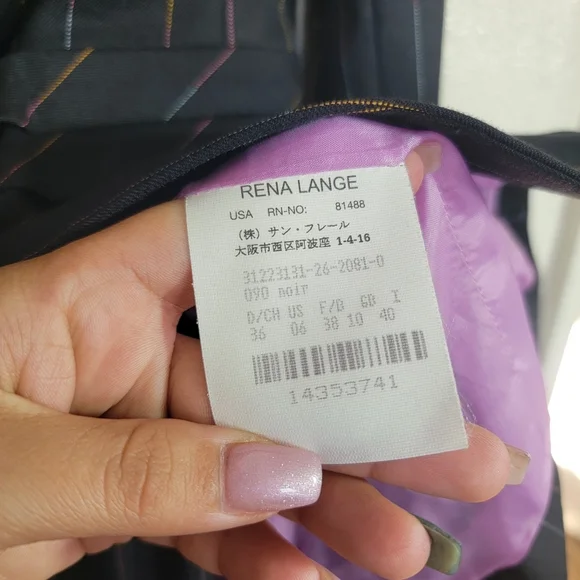 RENA LANGE
USA RN-NO: 81488
(株) サン・フレール
大阪市西区阿波座 1-4-16
31223131-26-2081-0
090 noir
D/CH US F/B GB I
36 06 38 10 40
14353741